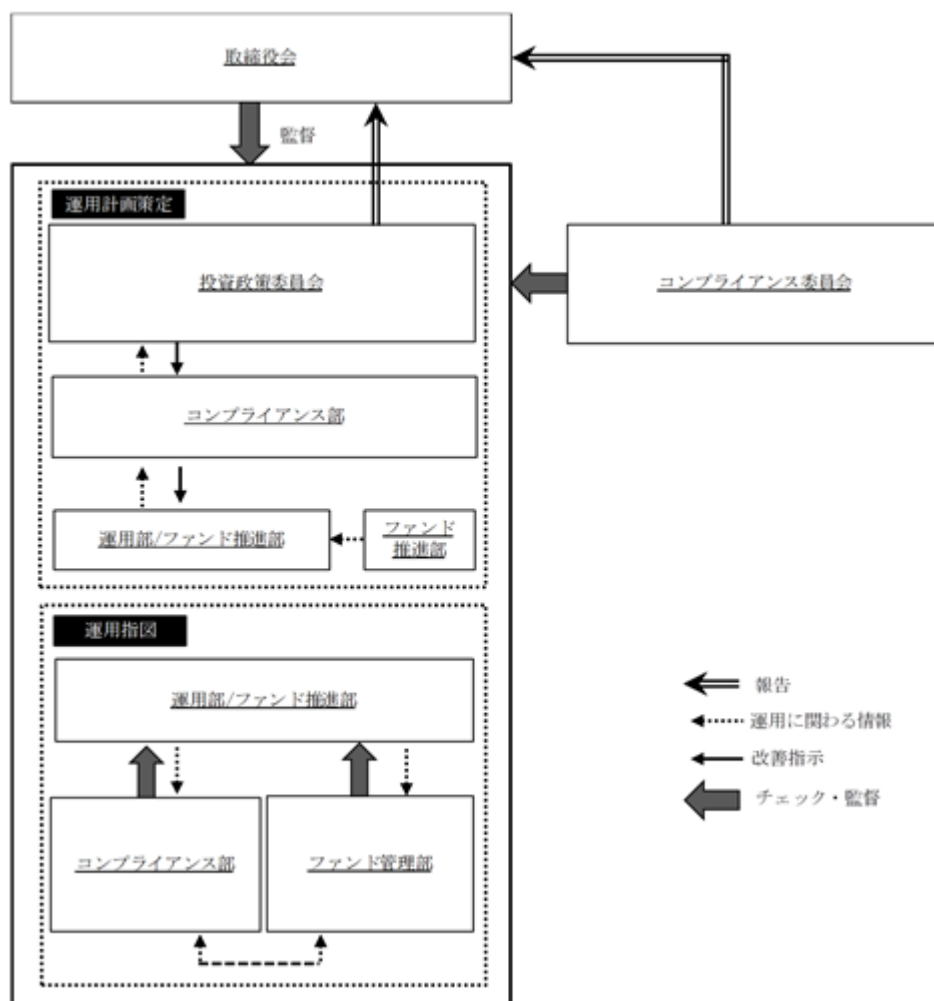 取締役会
監督
運用計画策定
投資政策委員会
コンプライアンス委員会
コンプライアンス部
運用部/ファンド推進部
ファンド
推進部
運用指図
運用部/ファンド推進部
コンプライアンス部
ファンド管理部
報告
運用に関わる情報
改善指示
チェック・監督